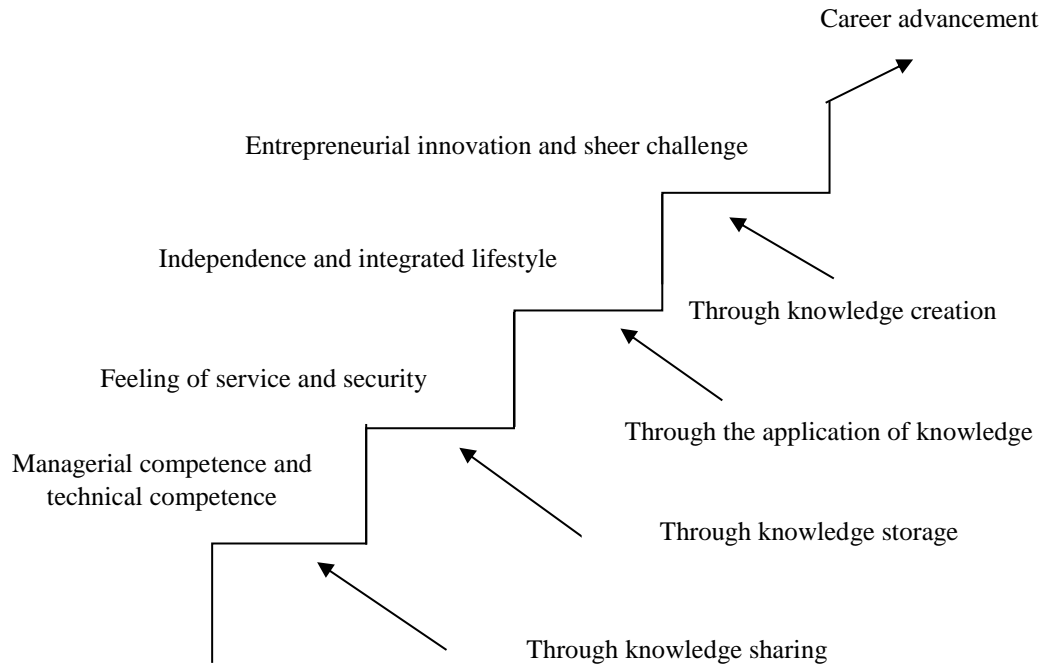 Career advancement
Entrepreneurial innovation and sheer challenge
Independence and integrated lifestyle
Through knowledge creation
Feeling of service and security
Through the application of knowledge
Managerial competence and
technical competence
Through knowledge storage
Through knowledge sharing